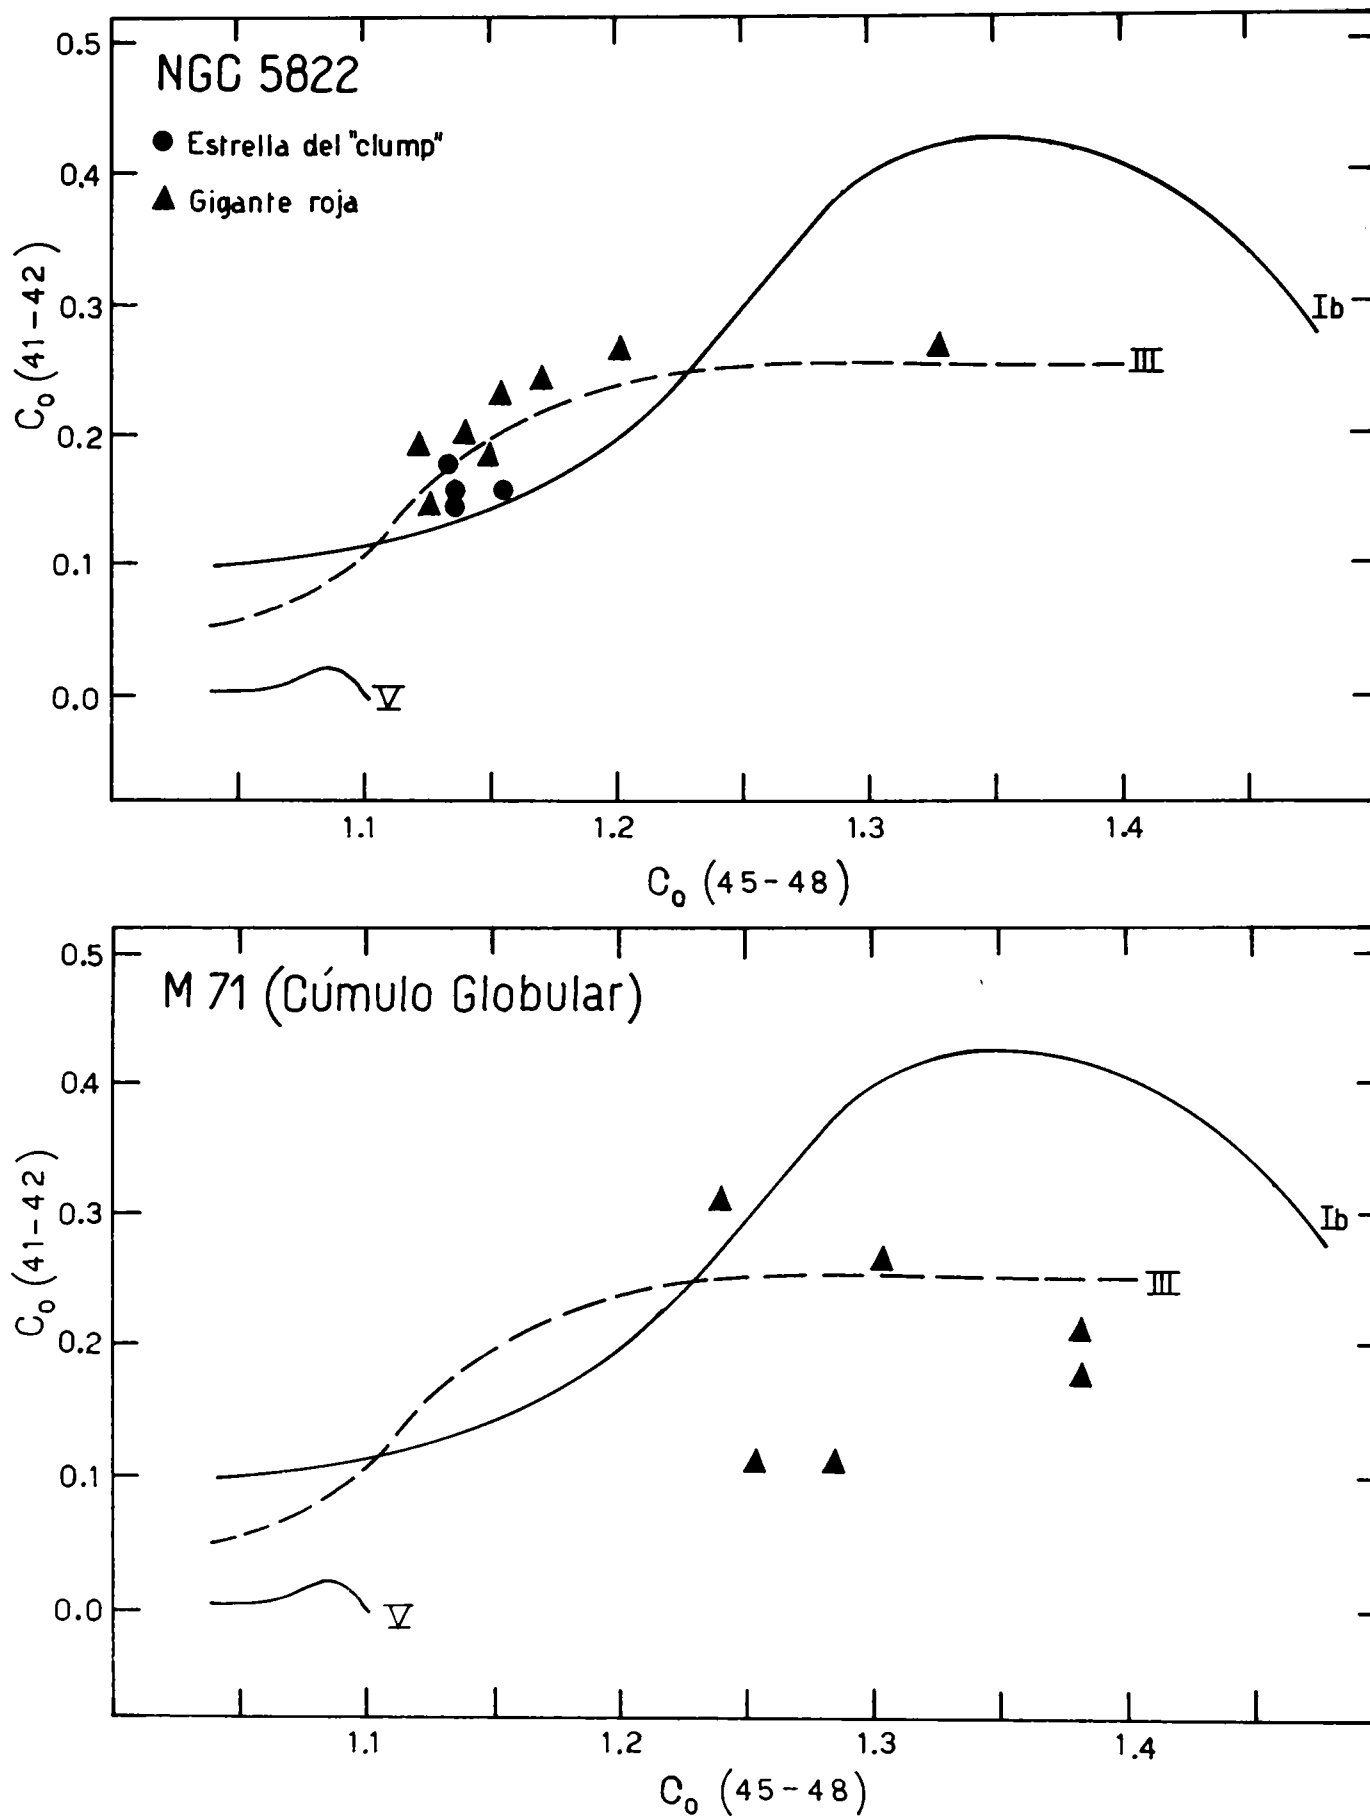 NGC 5822
● Estrella del "clump"
▲ Gigante roja
C₀ (41-42)
0.5
0.4
0.3
0.2
0.1
0.0
Ib
III
V
1.1 1.2 1.3 1.4
C₀ (45-48)
M 71 (Cúmulo Globular)
C₀ (41-42)
0.5
0.4
0.3
0.2
0.1
0.0
Ib
III
V
1.1 1.2 1.3 1.4
C₀ (45-48)